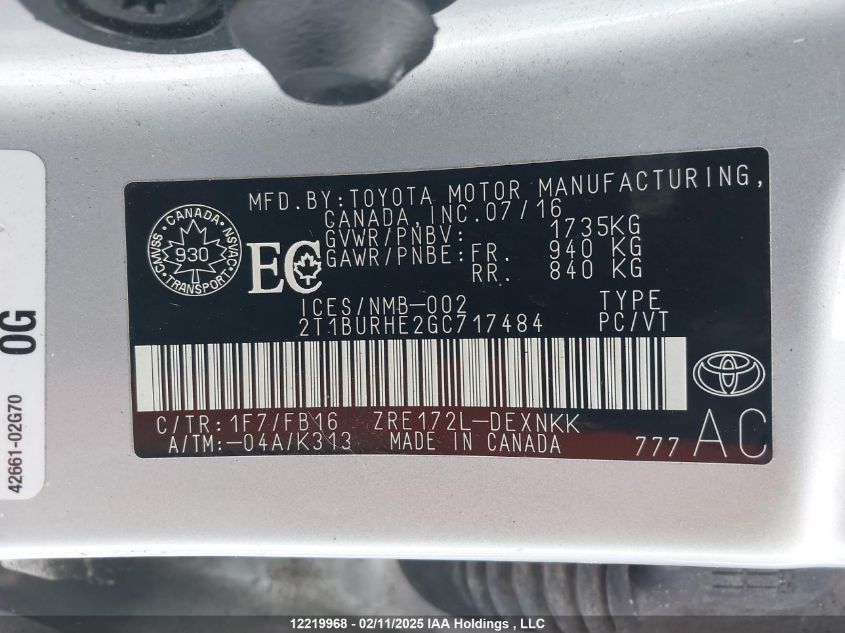 MFD.BY:TOYOTA MOTOR MANUFACTURING,
CANADA,INC.07/16
GVWR/PNBV: 1735KG
GAWR/PNBE:FR. 940 KG
RR. 840 KG
CANADA
CMVSS 930 NSVAC
TRANSPORT
EC
ICES/NMB-002 TYPE
2T1BURHE2GC717484 PC/VT
C/TR:1F7/FB16 ZRE172L-DEXNKK
A/TM:-04A/K313 MADE IN CANADA 777 AC
TOYOTA
0G
42661-02G70
12219968 - 02/11/2025 IAA Holdings , LLC